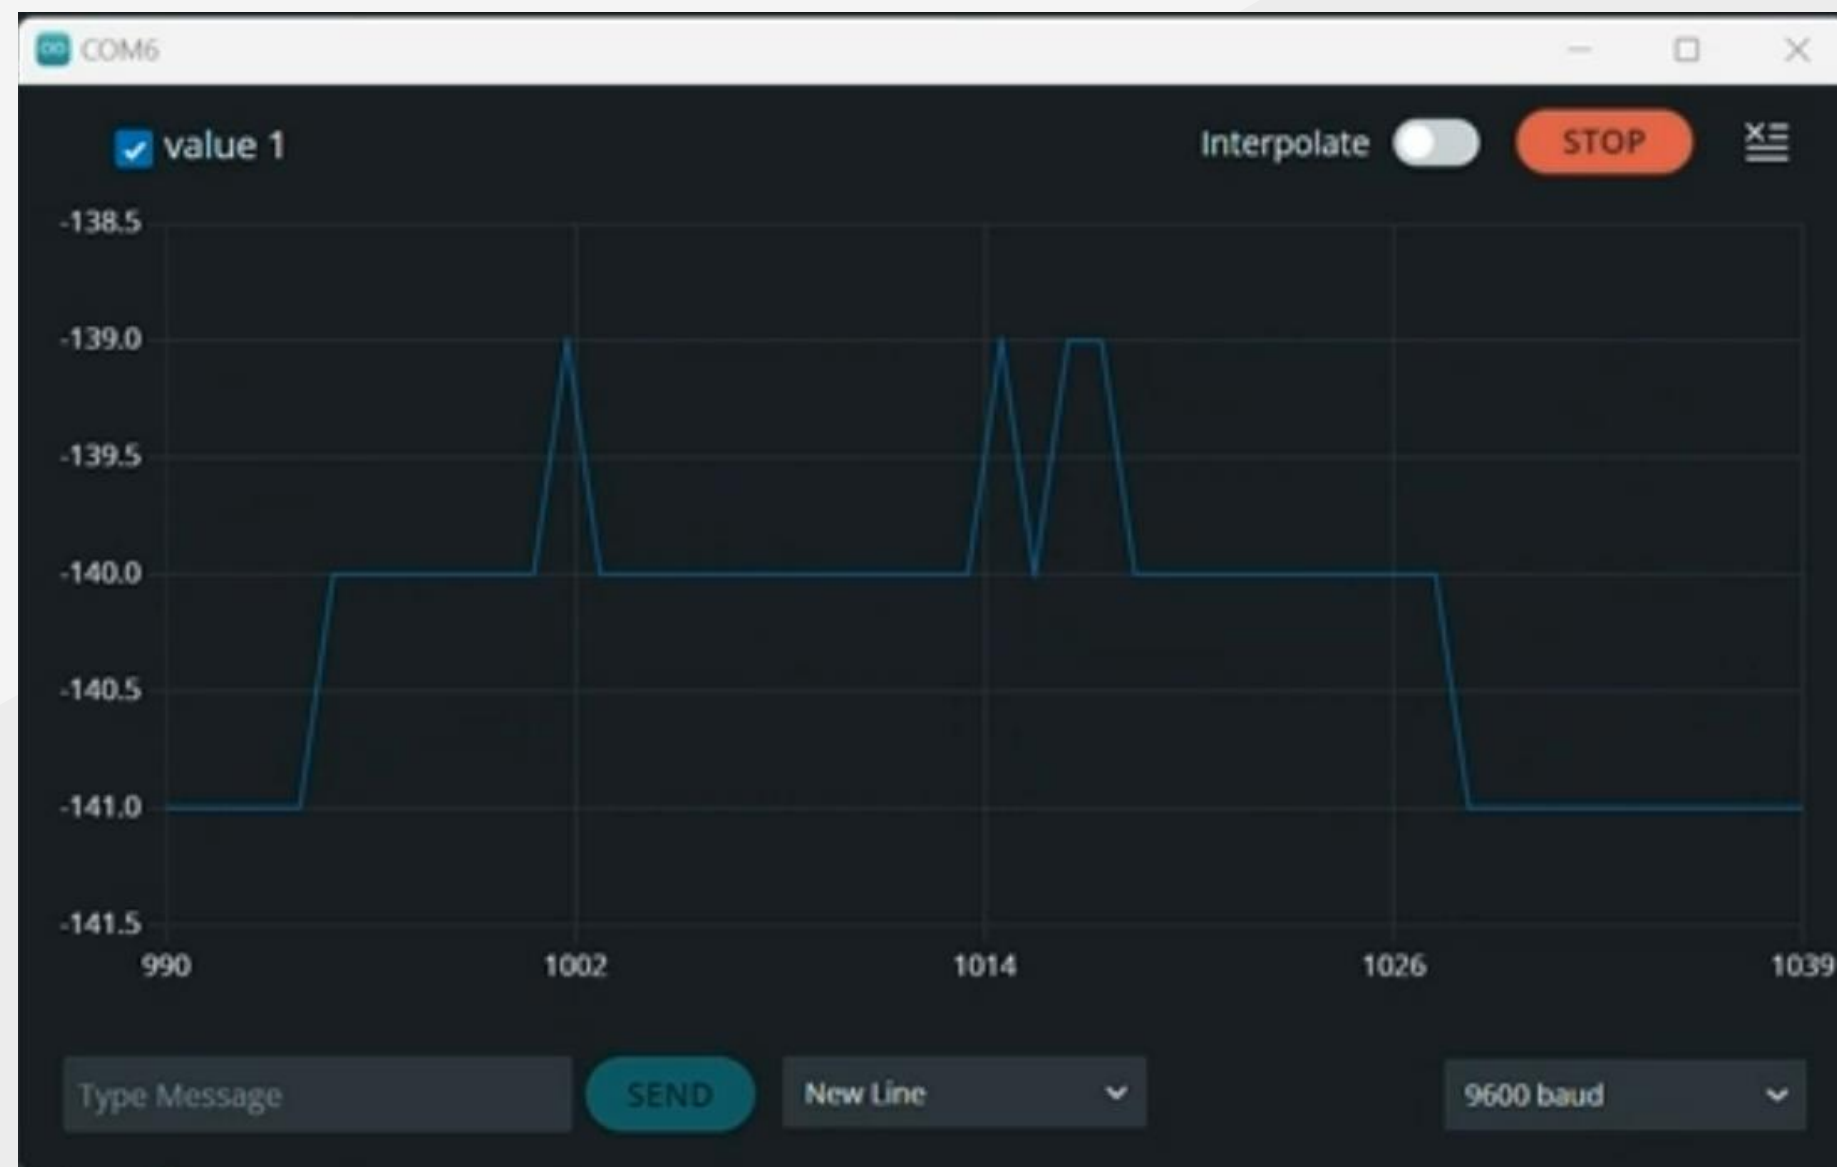 COM6
value 1
Interpolate
STOP
-138.5
-139.0
-139.5
-140.0
-140.5
-141.0
-141.5
990 1002 1014 1026 1039
Type Message
SEND
New Line
9600 baud